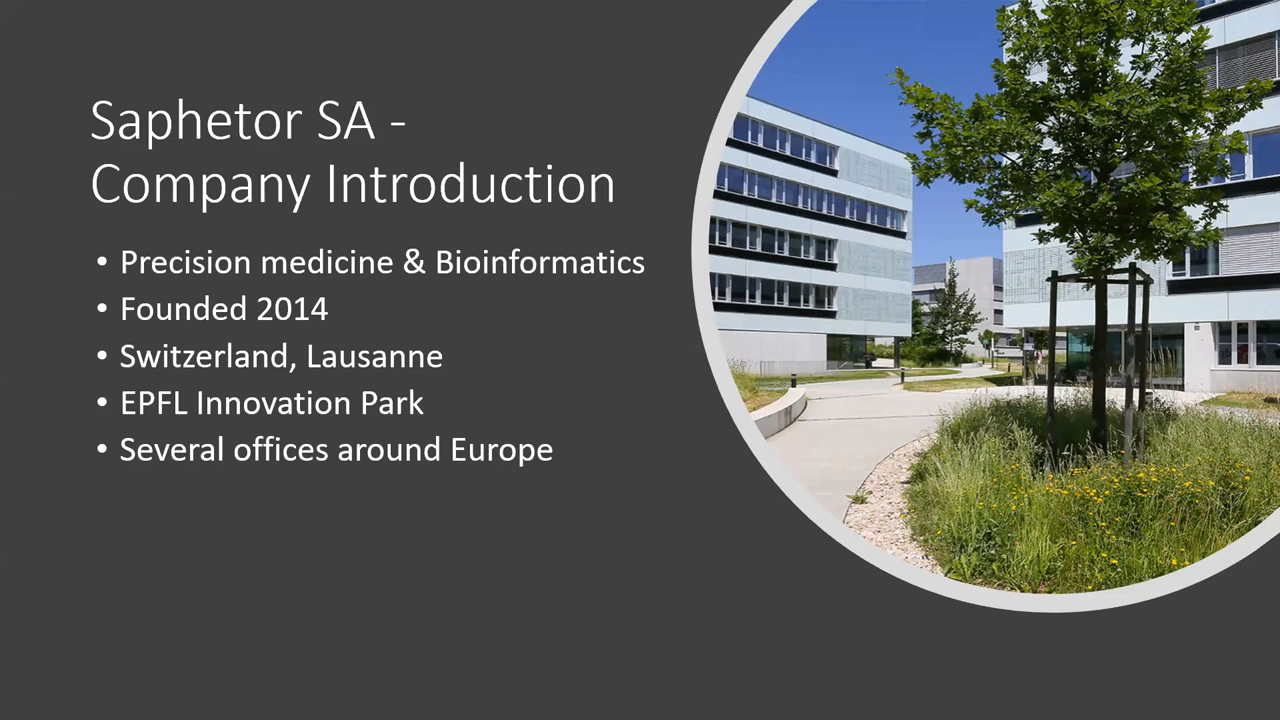 Saphetor SA -
Company Introduction
• Precision medicine & Bioinformatics
• Founded 2014
• Switzerland, Lausanne
• EPFL Innovation Park
• Several offices around Europe